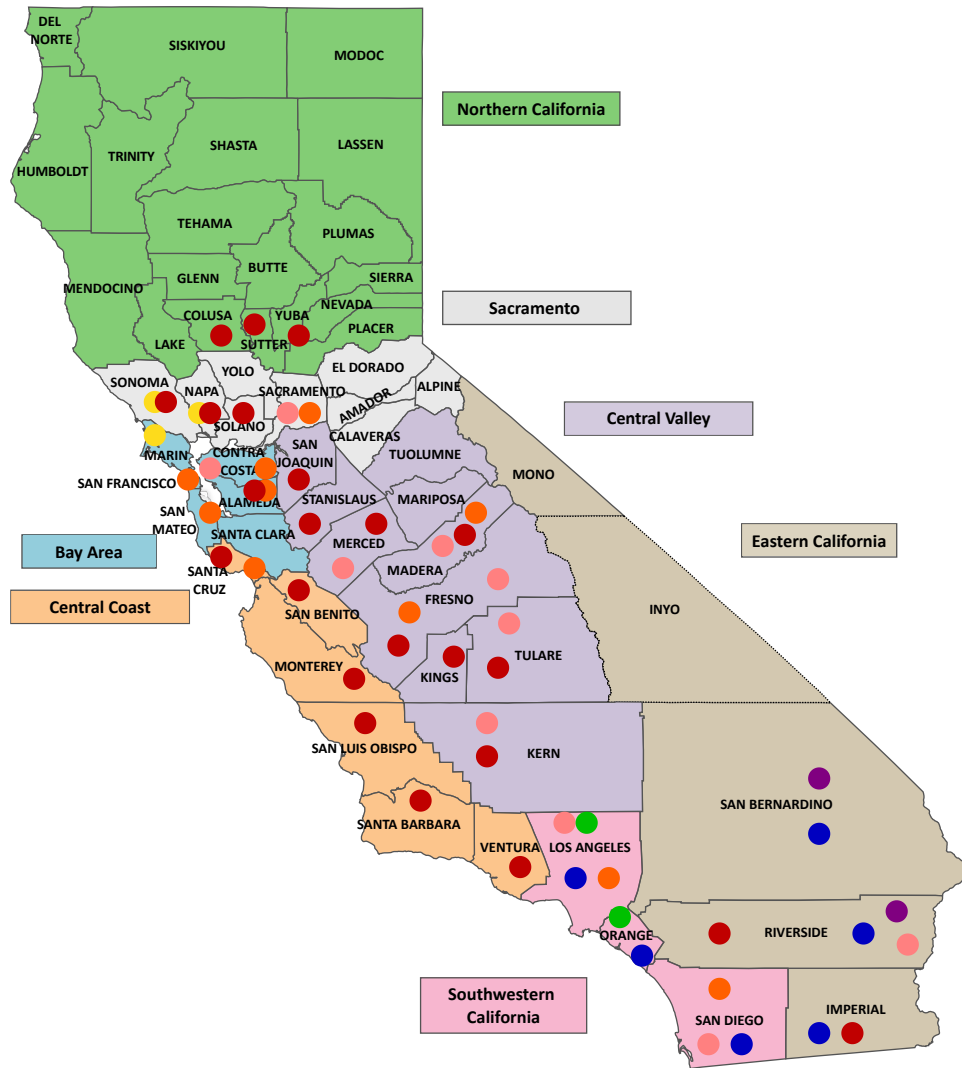 DEL
NORTE
SISKIYOU
MODOC
Northern California
HUMBOLDT
TRINITY
SHASTA
LASSEN
TEHAMA
PLUMAS
MENDOCINO
GLENN
BUTTE
SIERRA
NEVADA
COLUSA
YUBA
SUTTER
PLACER
LAKE
Sacramento
SONOMA
NAPA
YOLO
SACRAMENTO
EL DORADO
ALPINE
AMADOR
SOLANO
CALAVERAS
Central Valley
MARIN
CONTRA
COSTA
SAN
JOAQUIN
TUOLUMNE
MONO
SAN FRANCISCO
ALAMEDA
STANISLAUS
MARIPOSA
SAN
MATEO
SANTA CLARA
MERCED
Bay Area
Eastern California
SANTA
CRUZ
MADERA
Central Coast
SAN BENITO
FRESNO
INYO
MONTEREY
KINGS
TULARE
SAN LUIS OBISPO
KERN
SAN BERNARDINO
SANTA BARBARA
VENTURA
LOS ANGELES
ORANGE
RIVERSIDE
Southwestern
California
SAN DIEGO
IMPERIAL